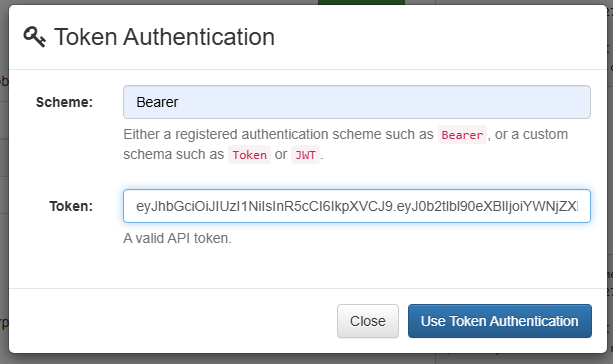 Token Authentication
Scheme:
Bearer
Either a registered authentication scheme such as Bearer, or a custom
schema such as Token or JWT.
Token:
eyJhbGciOiJIUzI1NiIsInR5cCI6IkpXVCJ9.eyJ0b2tlbl90eXBlIjoiYWNjZX
A valid API token.
Close
Use Token Authentication